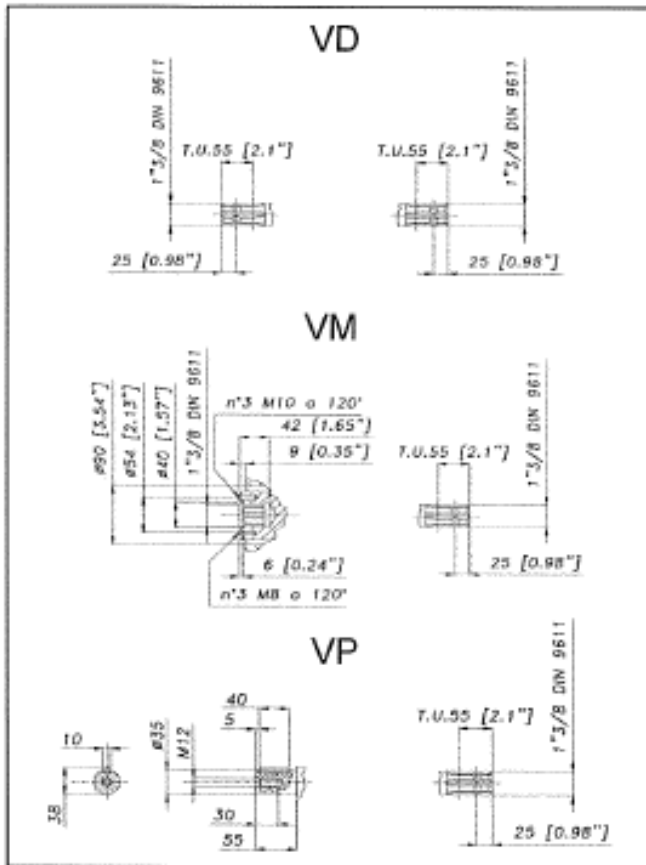 VD
1"3/8 DIN 9611
T.U.55 [2.1"]
25 [0.98"]
T.U.55 [2.1"]
1"3/8 DIN 9611
25 [0.98"]
VM
ø90 [3.54"]
ø54 [2.13"]
ø40 [1.57"]
1"3/8 DIN 9611
n°3 M10 a 120°
42 [1.65"]
9 [0.35"]
6 [0.24"]
n°3 M8 a 120°
T.U.55 [2.1"]
1"3/8 DIN 9611
25 [0.98"]
VP
10
38
ø35
M12
40
5
30
55
T.U.55 [2.1"]
1"3/8 DIN 9611
25 [0.98"]